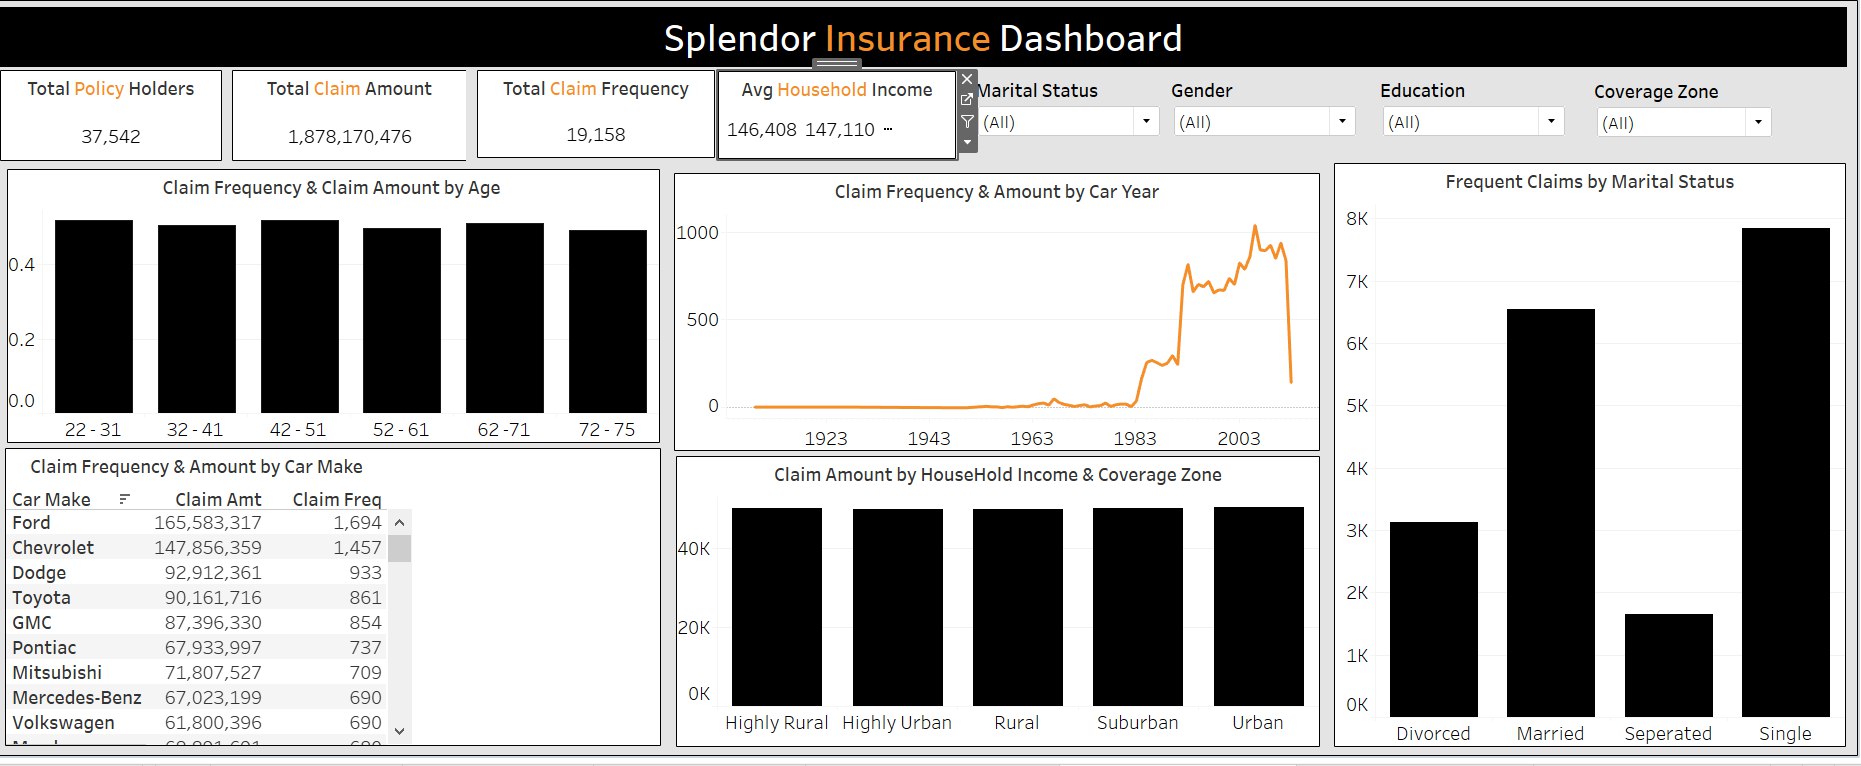 Splendor Insurance Dashboard
Total Policy Holders
37,542
Total Claim Amount
1,878,170,476
Total Claim Frequency
19,158
Avg Household Income
146,408 147,110 ...
Marital Status
(All)
Gender
(All)
Education
(All)
Coverage Zone
(All)
Claim Frequency & Claim Amount by Age
0.4
0.2
0.0
22 - 31 32 - 41 42 - 51 52 - 61 62 -71 72 - 75
Claim Frequency & Amount by Car Year
1000
500
0
1923 1943 1963 1983 2003
Frequent Claims by Marital Status
8K
7K
6K
5K
4K
3K
2K
1K
0K
Divorced Married Seperated Single
Claim Frequency & Amount by Car Make
Car Make Claim Amt Claim Freq
Ford 165,583,317 1,694
Chevrolet 147,856,359 1,457
Dodge 92,912,361 933
Toyota 90,161,716 861
GMC 87,396,330 854
Pontiac 67,933,997 737
Mitsubishi 71,807,527 709
Mercedes-Benz 67,023,199 690
Volkswagen 61,800,396 690
Claim Amount by HouseHold Income & Coverage Zone
40K
20K
0K
Highly Rural Highly Urban Rural Suburban Urban